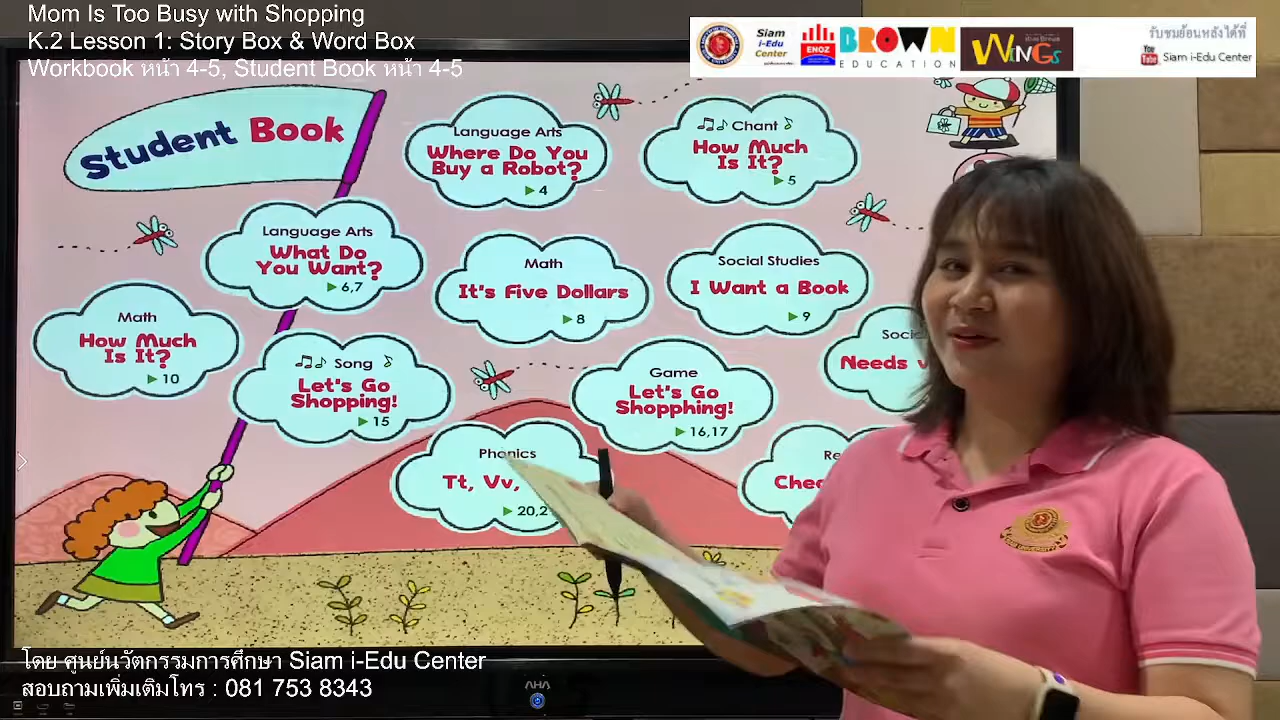 Mom Is Too Busy with Shopping
K.2 Lesson 1: Story Box & Word Box
Workbook หน้า 4-5, Student Book หน้า 4-5
Siam
i-Edu
Center
ENOZ
BROWN
EDUCATION
WINGS
รับชมย้อนหลังได้ที่
You Tube Siam i-Edu Center
Student Book
Language Arts
Where Do You
Buy a Robot?
4
Chant
How Much
Is It?
5
Language Arts
What Do
You Want?
6,7
Math
It's Five Dollars
8
Social Studies
I Want a Book
9
Math
How Much
Is It?
10
Song
Let's Go
Shopping!
15
Game
Let's Go
Shopphing!
16,17
Needs
Phonics
Tt, Vv,
20,2
โดย ศูนย์นวัตกรรมการศึกษา Siam i-Edu Center
สอบถามเพิ่มเติมโทร : 081 753 8343
AHA